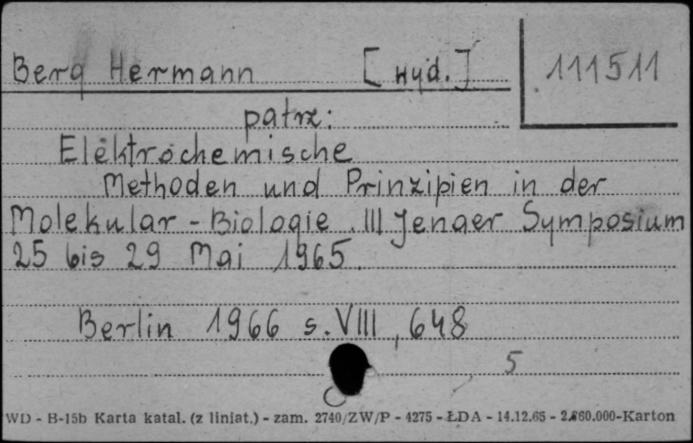 Berg Hermann [Hyd.] 111511
patrz:
Elektrochemische
Methoden und Prinzipien in der
Molekular - Biologie. III Jenaer Symposium
25 bis 29 Mai 1965.
Berlin 1966 s. VIII, 648
5
WD - B-15b Karta katal. (z liniat.) - zam. 2740/ZW/P - 4275 - ŁDA - 14.12.65 - 2.860.000-Karton